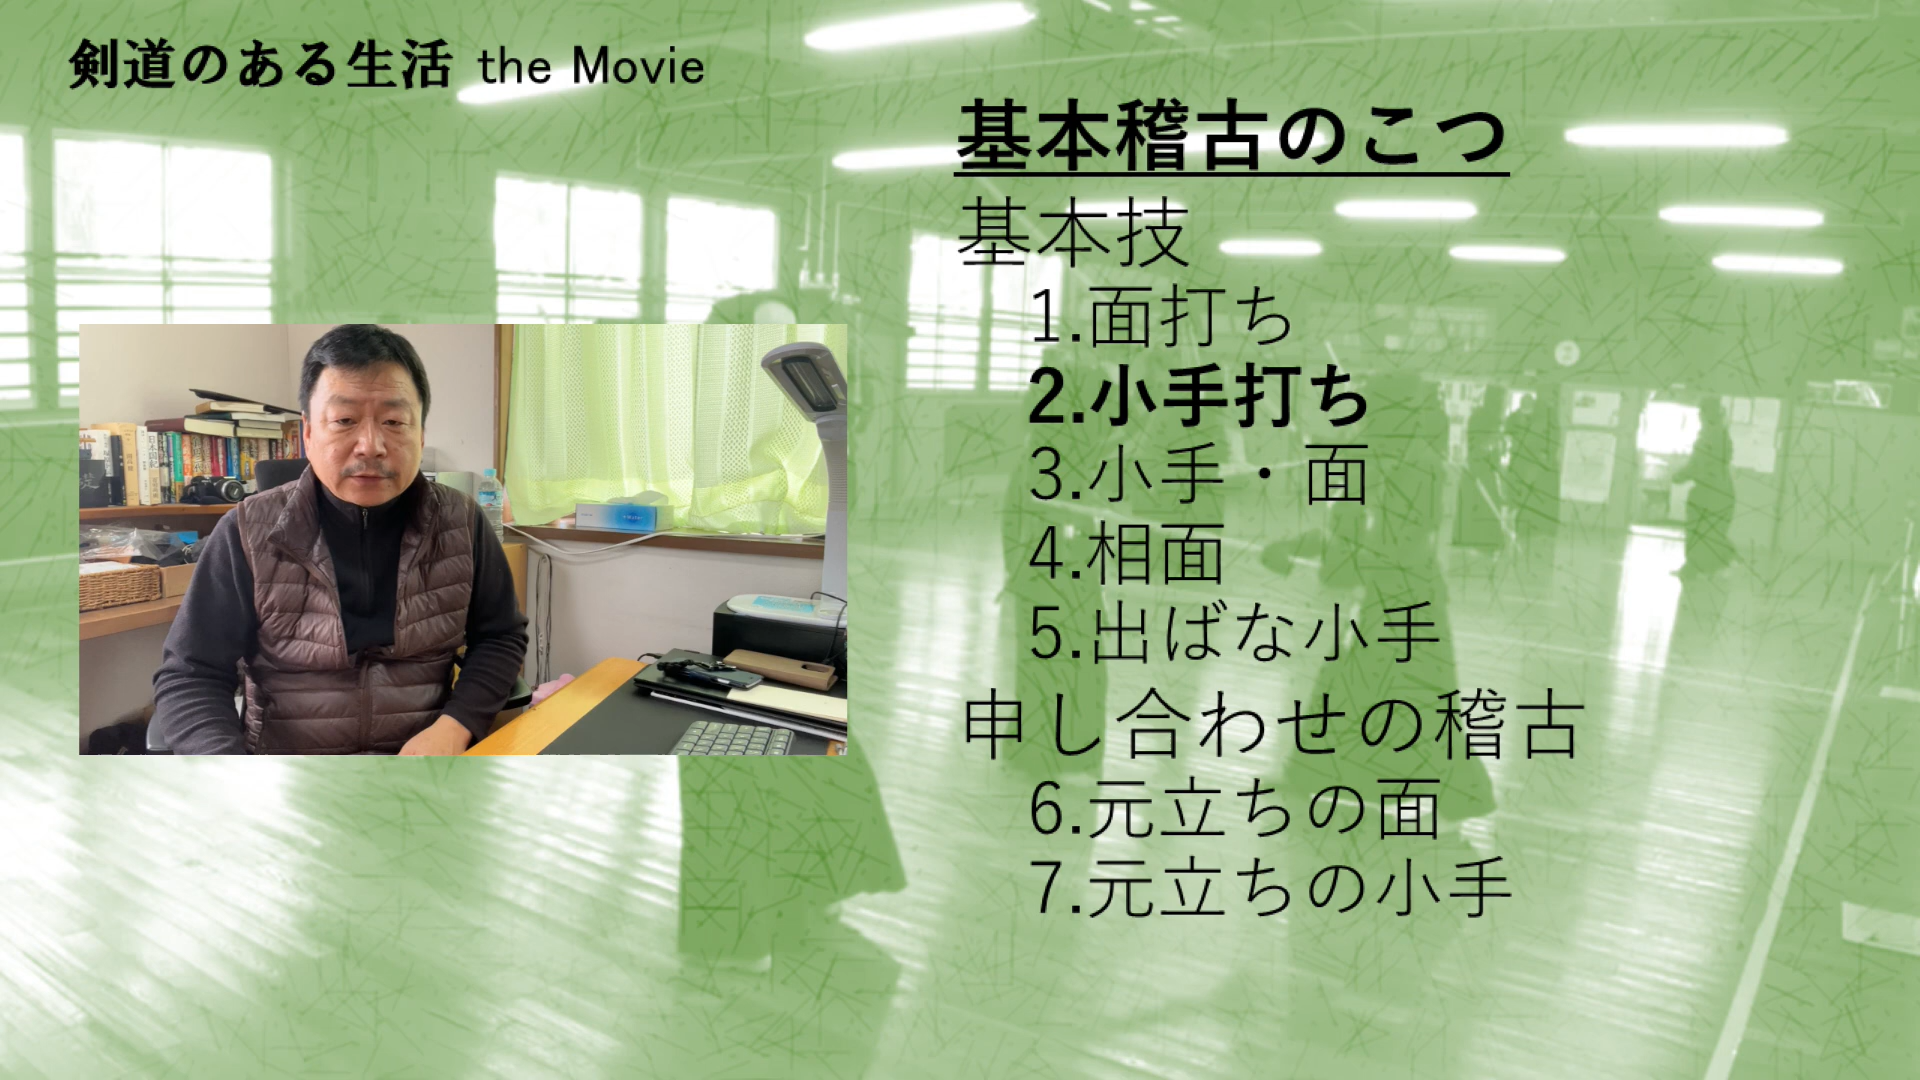 剣道のある生活 the Movie
基本稽古のこつ
基本技
1.面打ち
2.小手打ち
3.小手・面
4.相面
5.出ばな小手
申し合わせの稽古
6.元立ちの面
7.元立ちの小手